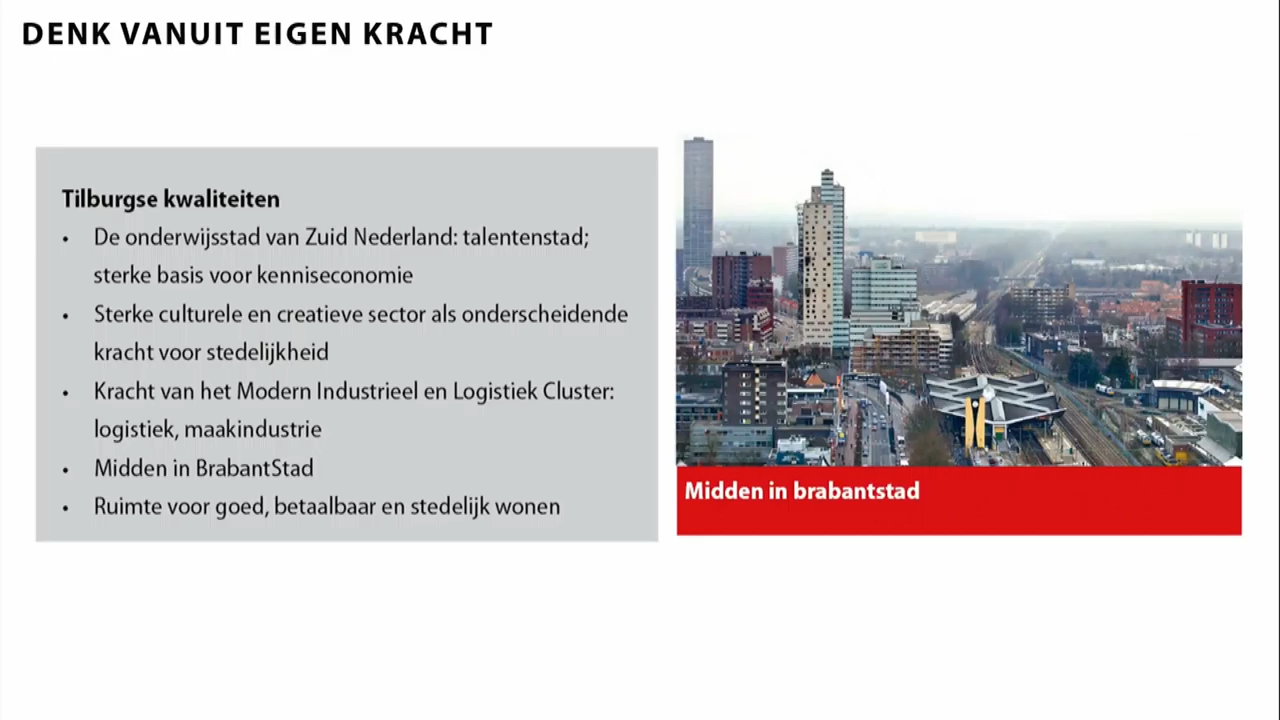 DENK VANUIT EIGEN KRACHT
Tilburgse kwaliteiten
• De onderwijsstad van Zuid Nederland: talentenstad;
sterke basis voor kenniseconomie
• Sterke culturele en creatieve sector als onderscheidende
kracht voor stedelijkheid
• Kracht van het Modern Industrieel en Logistiek Cluster:
logistiek, maakindustrie
• Midden in BrabantStad
• Ruimte voor goed, betaalbaar en stedelijk wonen
Midden in brabantstad